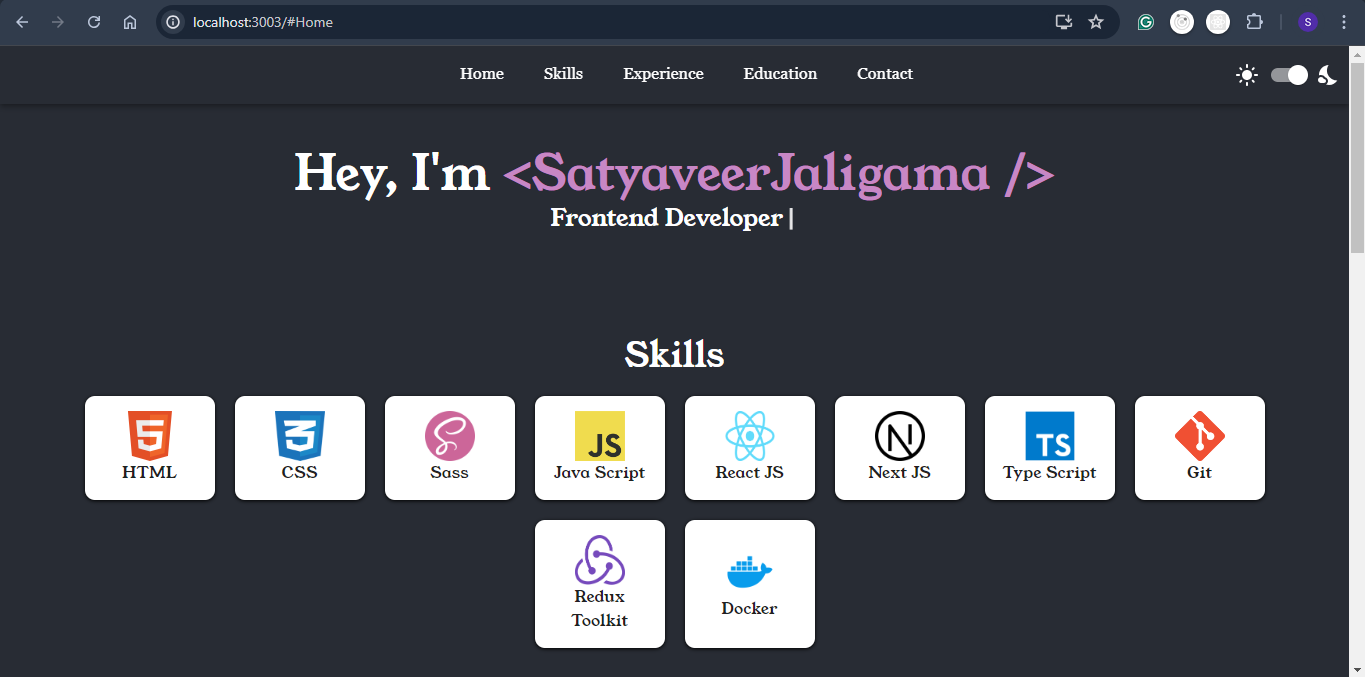 localhost:3003/#Home
S
Home Skills Experience Education Contact
Hey, I'm <SatyaveerJaligama />
Frontend Developer |
Skills
5 3 JS N TS
HTML CSS Sass Java Script React JS Next JS Type Script Git
Redux
Toolkit
Docker